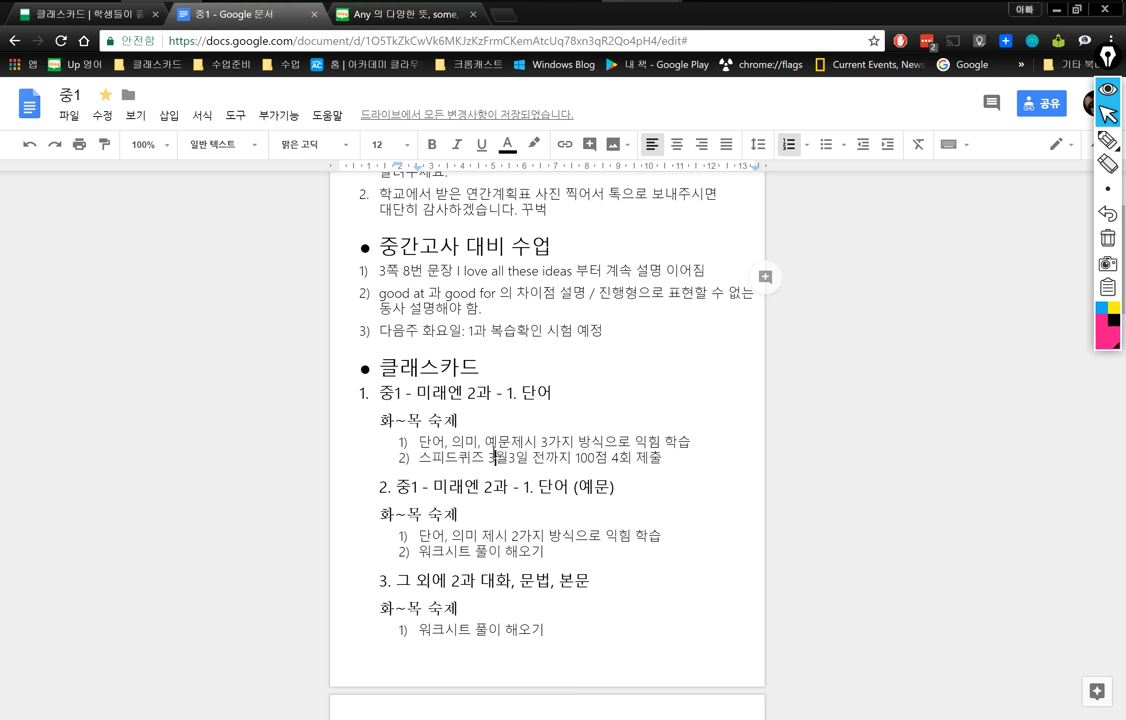 클래스카드 | 학생들이 좋
중1 - Google 문서
Any 의 다양한 뜻, some,
아빠
안전함
https://docs.google.com/document/d/1O5TkZkCwVk6MKJzKzFrmCKemAtcUq78xn3qR2Qo4pH4/edit#
앱
Up 영어
클래스카드
수업준비
수업
홈 | 아카데미 클라우
크롬캐스트
Windows Blog
내 책 - Google Play
chrome://flags
Current Events, News
Google
»
기타 북
중1
파일 수정 보기 삽입 서식 도구 부가기능 도움말
드라이브에서 모든 변경사항이 저장되었습니다.
공유
100% 일반 텍스트 맑은 고딕 12
2 1 1 2 3 4 5 6 7 8 9 10 11 12 13
2. 학교에서 받은 연간계획표 사진 찍어서 톡으로 보내주시면
대단히 감사하겠습니다. 꾸벅
● 중간고사 대비 수업
1) 3쪽 8번 문장 I love all these ideas 부터 계속 설명 이어짐
2) good at 과 good for 의 차이점 설명 / 진행형으로 표현할 수 없는
동사 설명해야 함.
3) 다음주 화요일: 1과 복습확인 시험 예정
● 클래스카드
1. 중1 - 미래엔 2과 - 1. 단어
화~목 숙제
1) 단어, 의미, 예문제시 3가지 방식으로 익힘 학습
2) 스피드퀴즈 3월3일 전까지 100점 4회 제출
2. 중1 - 미래엔 2과 - 1. 단어 (예문)
화~목 숙제
1) 단어, 의미 제시 2가지 방식으로 익힘 학습
2) 워크시트 풀이 해오기
3. 그 외에 2과 대화, 문법, 본문
화~목 숙제
1) 워크시트 풀이 해오기